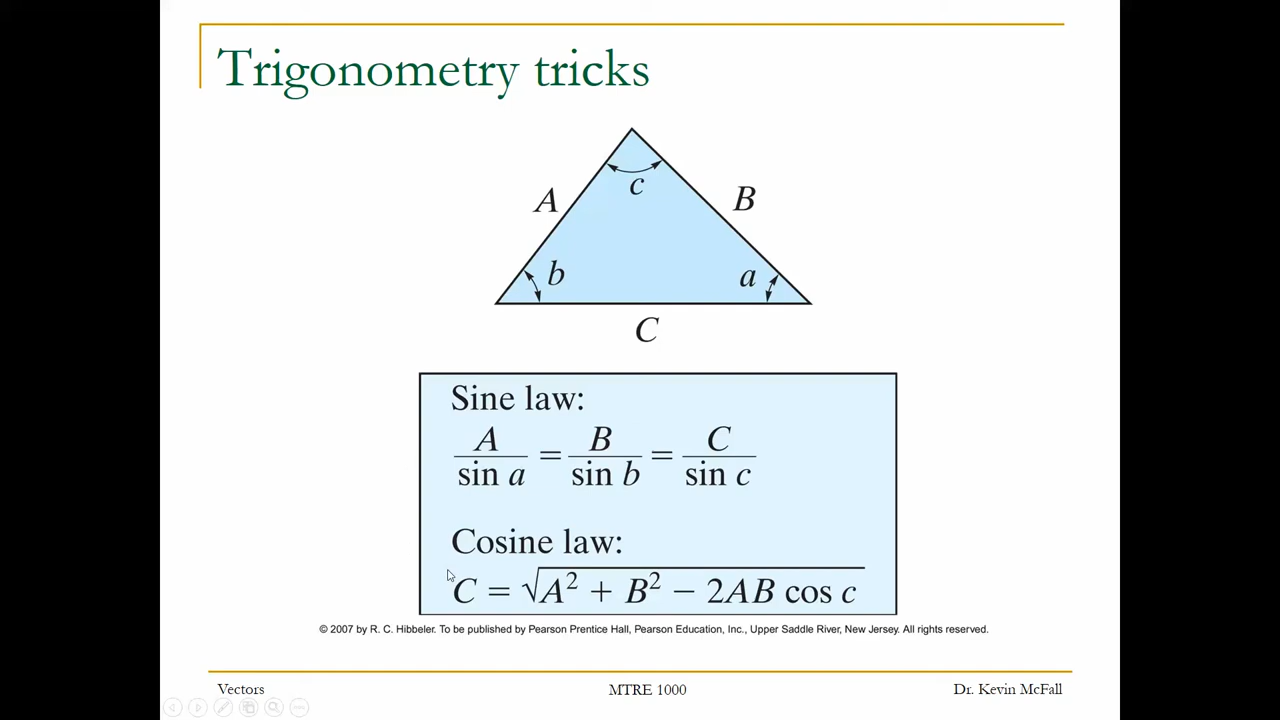 Trigonometry tricks
c
A
B
b
a
C
Sine law:
A/sin a = B/sin b = C/sin c
Cosine law:
C = √A² + B² − 2AB cos c
© 2007 by R. C. Hibbeler. To be published by Pearson Prentice Hall, Pearson Education, Inc., Upper Saddle River, New Jersey. All rights reserved.
Vectors
MTRE 1000
Dr. Kevin McFall